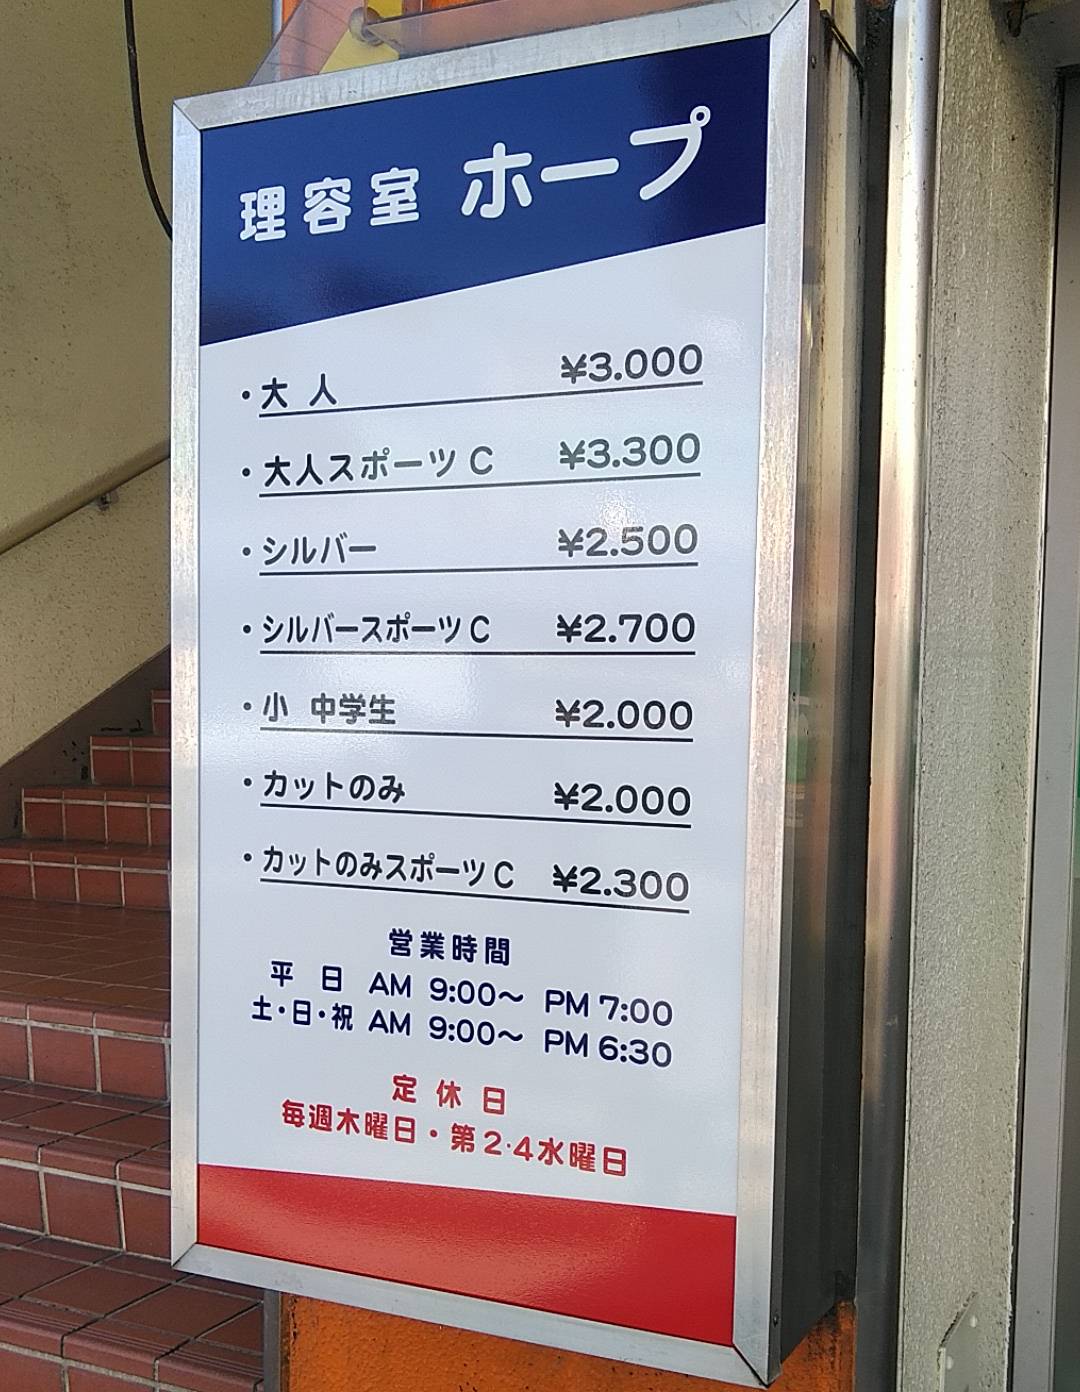 理容室 ホープ
・大 人 ¥3.000
・大人スポーツC ¥3.300
・シルバー ¥2.500
・シルバースポーツC ¥2.700
・小 中学生 ¥2.000
・カットのみ ¥2.000
・カットのみスポーツC ¥2.300
営業時間
平 日 AM 9:00〜 PM 7:00
土・日・祝 AM 9:00〜 PM 6:30
定休日
毎週木曜日・第2・4水曜日